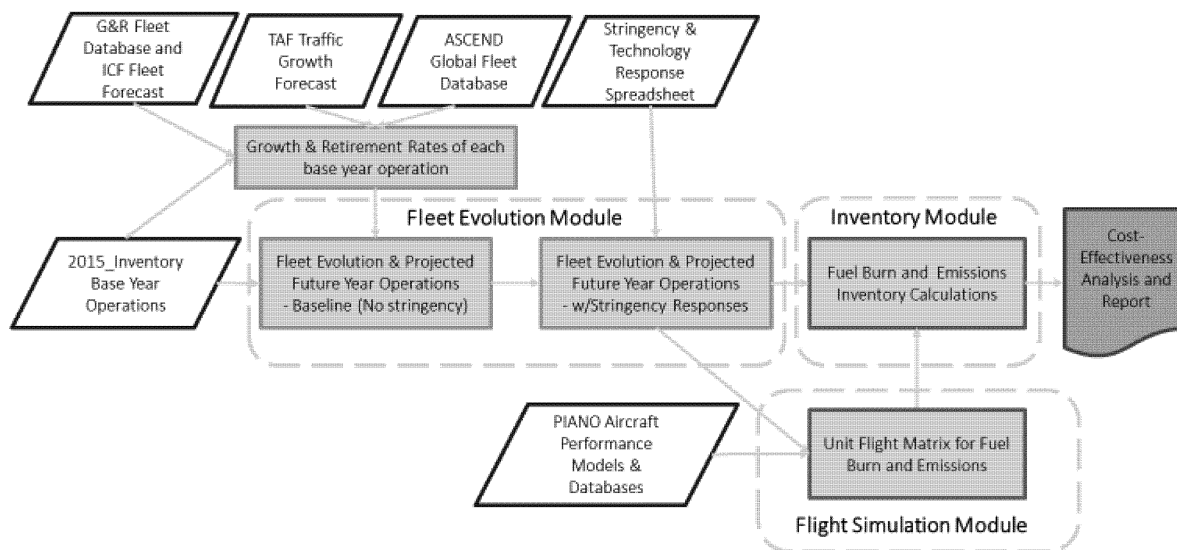 G&R Fleet
Database and
ICF Fleet
Forecast
TAF Traffic
Growth
Forecast
ASCEND
Global Fleet
Database
Stringency &
Technology
Response
Spreadsheet
Growth & Retirement Rates of each
base year operation
Fleet Evolution Module
Inventory Module
2015_Inventory
Base Year
Operations
Fleet Evolution & Projected
Future Year Operations
- Baseline (No stringency)
Fleet Evolution & Projected
Future Year Operations
- w/Stringency Responses
Fuel Burn and Emissions
Inventory Calculations
Cost-
Effectiveness
Analysis and
Report
PIANO Aircraft
Performance
Models &
Databases
Unit Flight Matrix for Fuel
Burn and Emissions
Flight Simulation Module